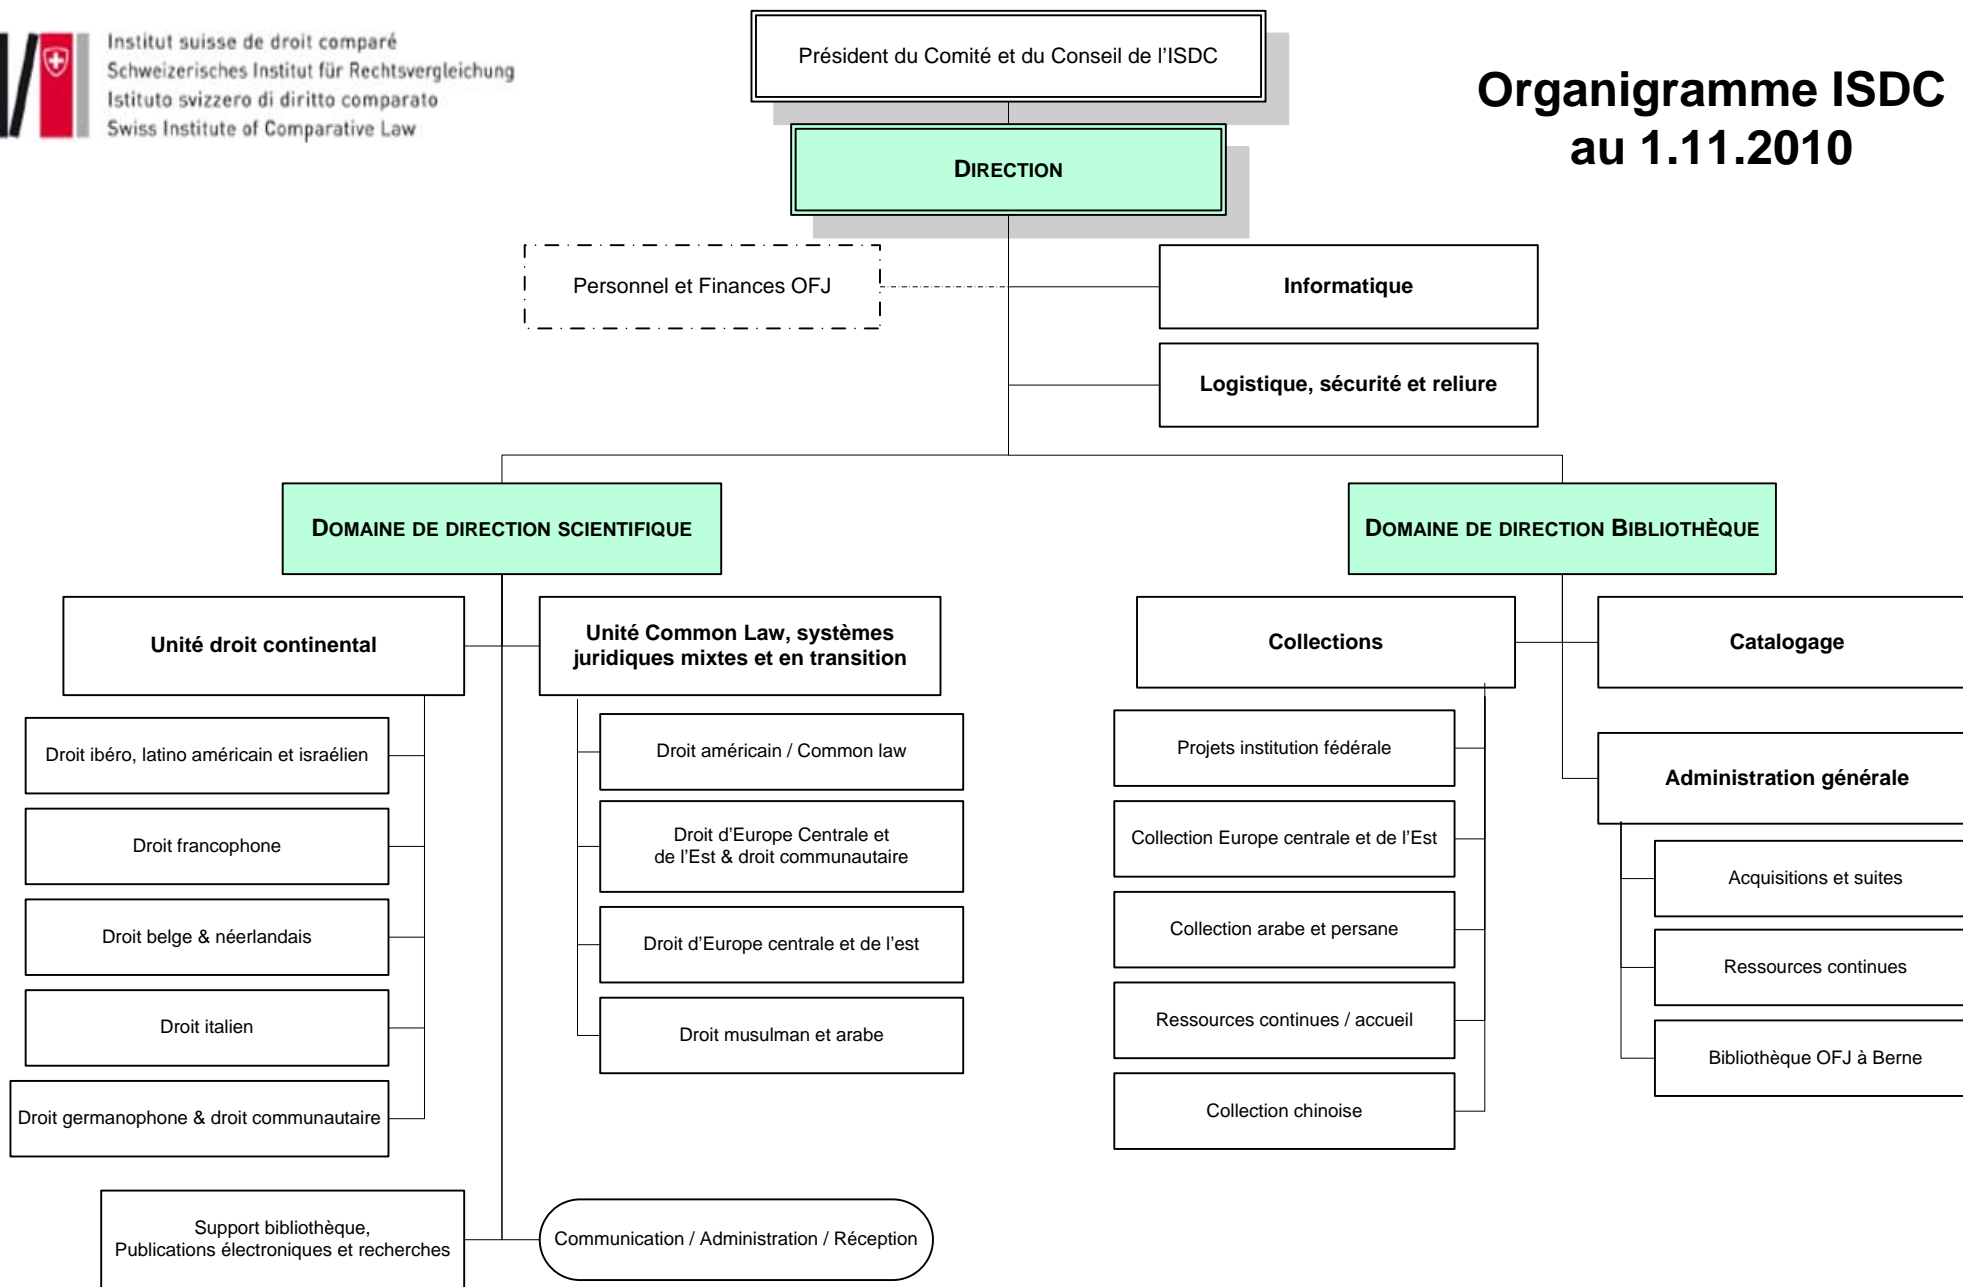 Institut suisse de droit comparé
Schweizerisches Institut für Rechtsvergleichung
Istituto svizzero di diritto comparato
Swiss Institute of Comparative Law
Président du Comité et du Conseil de l’ISDC
Organigramme ISDC
au 1.11.2010
DIRECTION
Personnel et Finances OFJ
Informatique
Logistique, sécurité et reliure
DOMAINE DE DIRECTION SCIENTIFIQUE
DOMAINE DE DIRECTION BIBLIOTHÈQUE
Unité droit continental
Unité Common Law, systèmes
juridiques mixtes et en transition
Droit ibéro, latino américain et israélien
Droit francophone
Droit belge & néerlandais
Droit italien
Droit germanophone & droit communautaire
Droit américain / Common law
Droit d’Europe Centrale et
de l’Est & droit communautaire
Droit d’Europe centrale et de l’est
Droit musulman et arabe
Support bibliothèque,
Publications électroniques et recherches
Communication / Administration / Réception
Collections
Catalogage
Projets institution fédérale
Collection Europe centrale et de l’Est
Collection arabe et persane
Ressources continues / accueil
Collection chinoise
Administration générale
Acquisitions et suites
Ressources continues
Bibliothèque OFJ à Berne